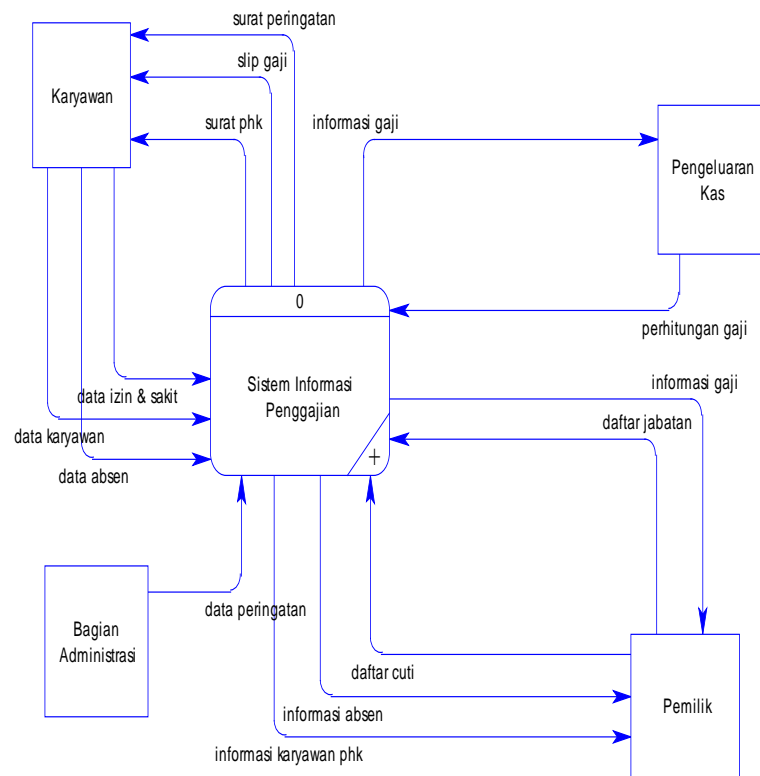 surat peringatan
slip gaji
Karyawan
surat phk
informasi gaji
Pengeluaran
Kas
0
perhitungan gaji
Sistem Informasi
Penggajian
informasi gaji
data izin & sakit
daftar jabatan
data karyawan
+
data absen
data peringatan
Bagian
Administrasi
daftar cuti
Pemilik
informasi absen
informasi karyawan phk